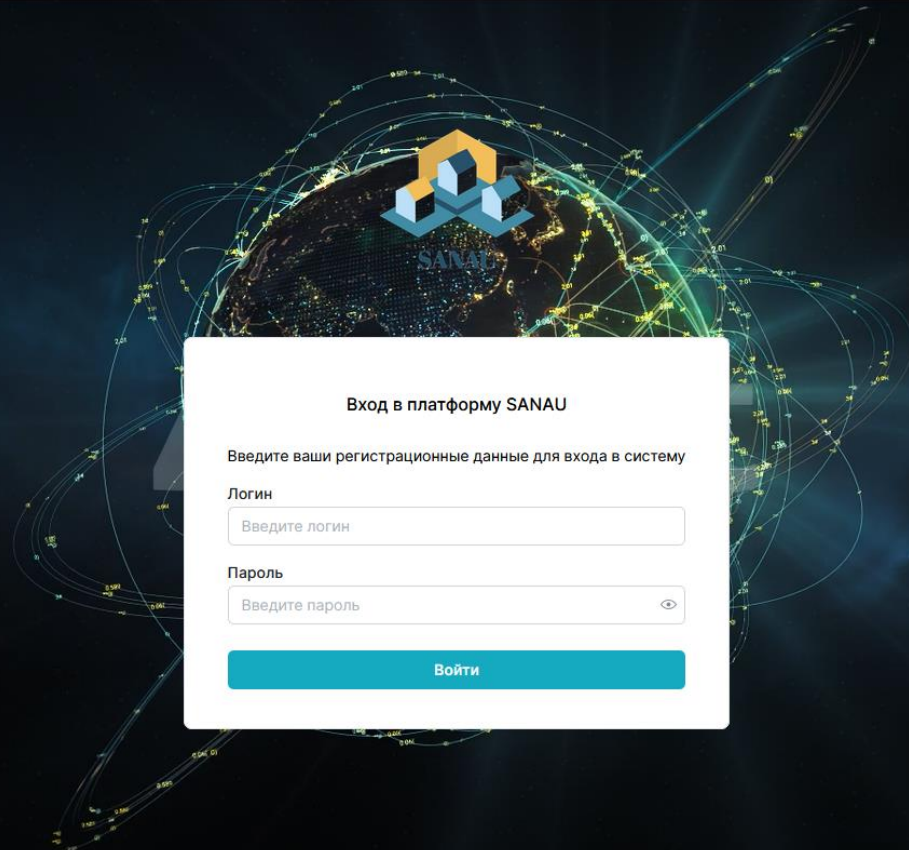 SANAU
Вход в платформу SANAU
Введите ваши регистрационные данные для входа в систему
Логин
Введите логин
Пароль
Введите пароль
Войти